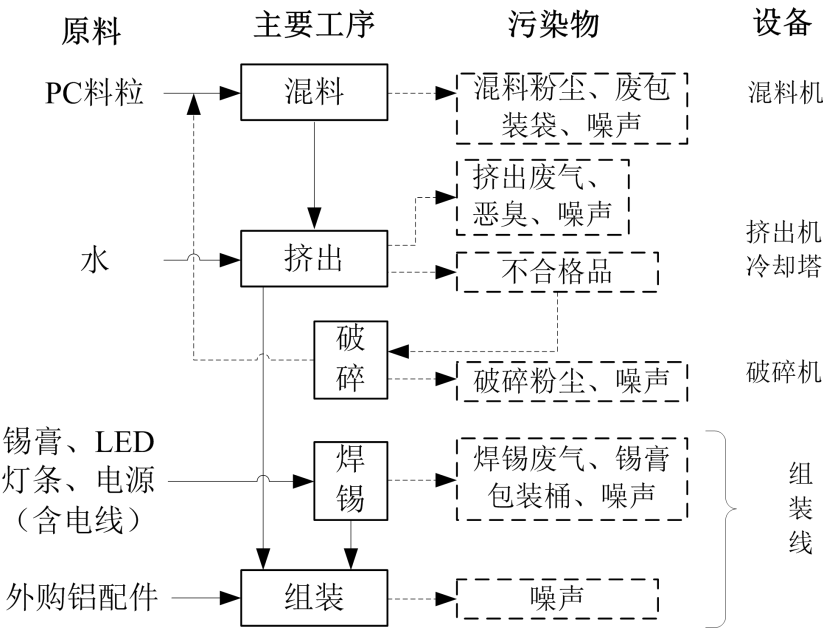 原料
主要工序
污染物
设备
PC料粒
混料
混料粉尘、废包
装袋、噪声
混料机
挤出废气、
恶臭、噪声
水
挤出
不合格品
挤出机
冷却塔
破
碎
破碎粉尘、噪声
破碎机
锡膏、LED
灯条、电源
（含电线）
焊
锡
焊锡废气、锡膏
包装桶、噪声
组
装
线
外购铝配件
组装
噪声